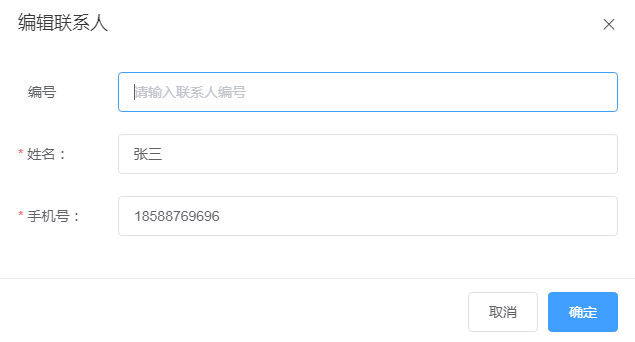 编辑联系人
编号
请输入联系人编号
* 姓名：
张三
* 手机号：
18588769696
取消
确定